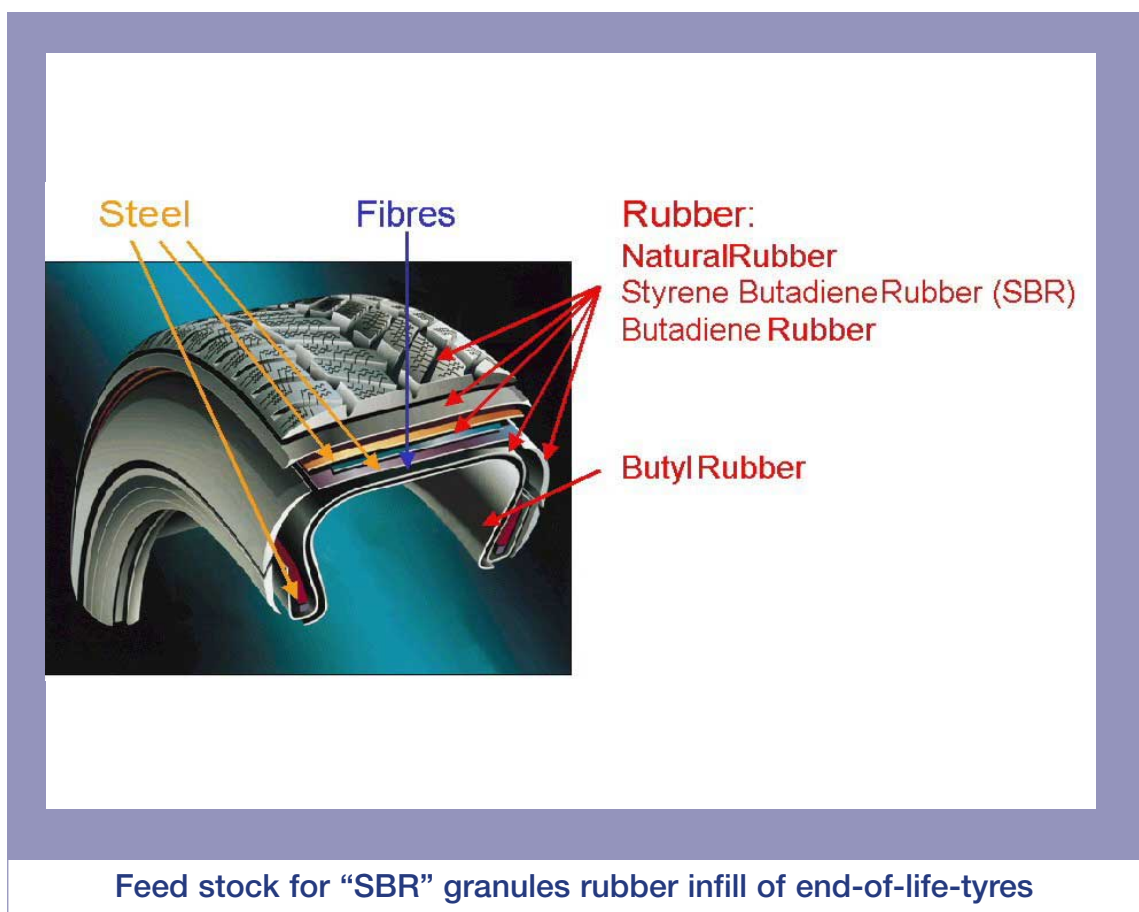 Steel
Fibres
Rubber:
NaturalRubber
Styrene ButadieneRubber (SBR)
Butadiene Rubber
Butyl Rubber
Feed stock for “SBR” granules rubber infill of end-of-life-tyres